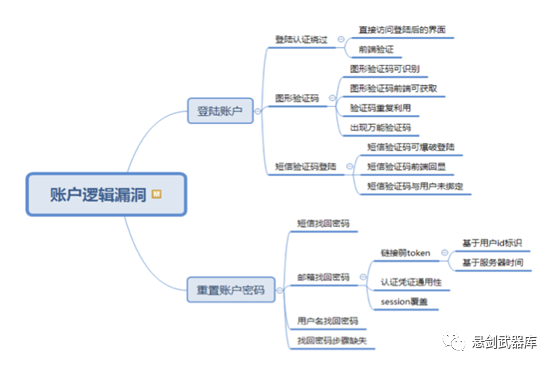 账户逻辑漏洞
M
登陆账户
登陆认证绕过
直接访问登陆后的界面
前端验证
图形验证码
图形验证码可识别
图形验证码前端可获取
验证码重复利用
出现万能验证码
短信验证码登陆
短信验证码可爆破登陆
短信验证码前端回显
短信验证码与用户未绑定
重置账户密码
短信找回密码
邮箱找回密码
链接弱token
基于用户id标识
基于服务器时间
认证凭证通用性
session覆盖
用户名找回密码
找回密码步骤缺失
悬剑武器库